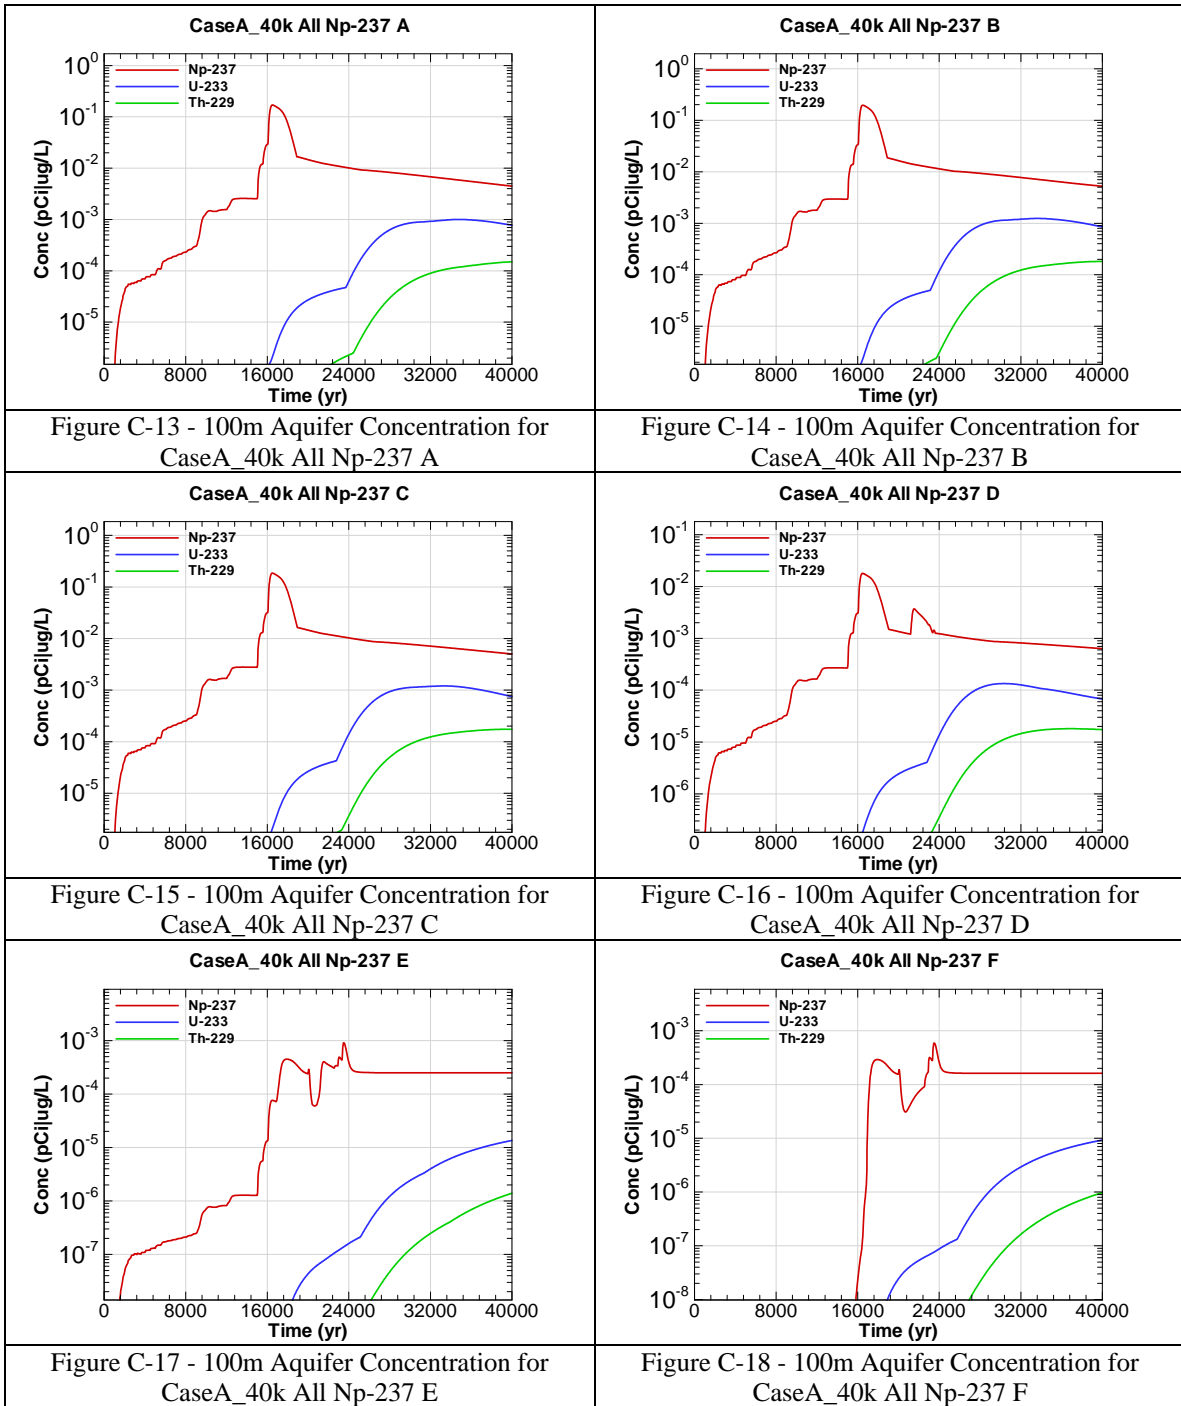 CaseA_40k All Np-237 A
Np-237
U-233
Th-229
10^0
10^-1
10^-2
10^-3
10^-4
10^-5
Conc (pCi|ug/L)
0 8000 16000 24000 32000 40000
Time (yr)
Figure C-13 - 100m Aquifer Concentration for
CaseA_40k All Np-237 A
CaseA_40k All Np-237 B
Np-237
U-233
Th-229
10^0
10^-1
10^-2
10^-3
10^-4
10^-5
Conc (pCi|ug/L)
0 8000 16000 24000 32000 40000
Time (yr)
Figure C-14 - 100m Aquifer Concentration for
CaseA_40k All Np-237 B
CaseA_40k All Np-237 C
Np-237
U-233
Th-229
10^0
10^-1
10^-2
10^-3
10^-4
10^-5
Conc (pCi|ug/L)
0 8000 16000 24000 32000 40000
Time (yr)
Figure C-15 - 100m Aquifer Concentration for
CaseA_40k All Np-237 C
CaseA_40k All Np-237 D
Np-237
U-233
Th-229
10^-1
10^-2
10^-3
10^-4
10^-5
10^-6
Conc (pCi|ug/L)
0 8000 16000 24000 32000 40000
Time (yr)
Figure C-16 - 100m Aquifer Concentration for
CaseA_40k All Np-237 D
CaseA_40k All Np-237 E
Np-237
U-233
Th-229
10^-3
10^-4
10^-5
10^-6
10^-7
Conc (pCi|ug/L)
0 8000 16000 24000 32000 40000
Time (yr)
Figure C-17 - 100m Aquifer Concentration for
CaseA_40k All Np-237 E
CaseA_40k All Np-237 F
Np-237
U-233
Th-229
10^-3
10^-4
10^-5
10^-6
10^-7
10^-8
Conc (pCi|ug/L)
0 8000 16000 24000 32000 40000
Time (yr)
Figure C-18 - 100m Aquifer Concentration for
CaseA_40k All Np-237 F